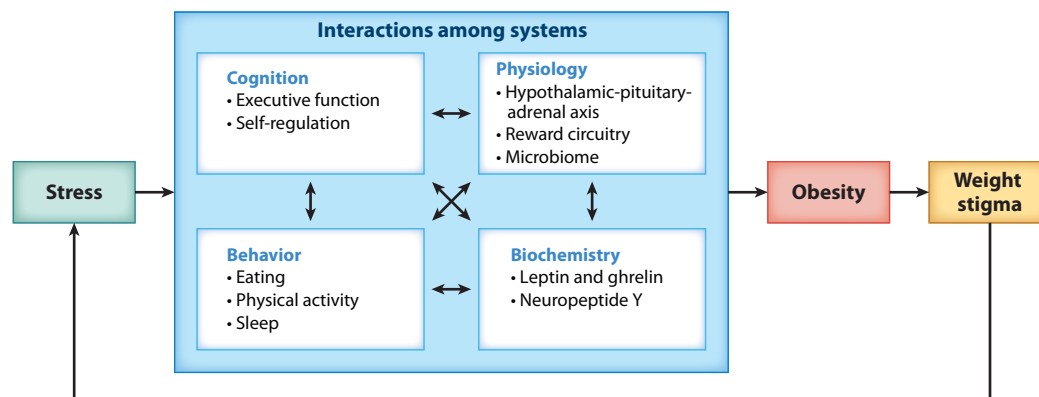 Interactions among systems
Cognition
• Executive function
• Self-regulation
Physiology
• Hypothalamic-pituitary-
adrenal axis
• Reward circuitry
• Microbiome
Stress
Obesity
Weight
stigma
Behavior
• Eating
• Physical activity
• Sleep
Biochemistry
• Leptin and ghrelin
• Neuropeptide Y